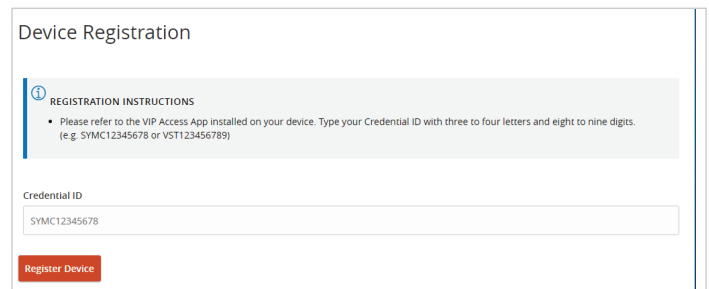 Device Registration
REGISTRATION INSTRUCTIONS
• Please refer to the VIP Access App installed on your device. Type your Credential ID with three to four letters and eight to nine digits.
(e.g. SYMC12345678 or VST123456789)
Credential ID
SYMC12345678
Register Device